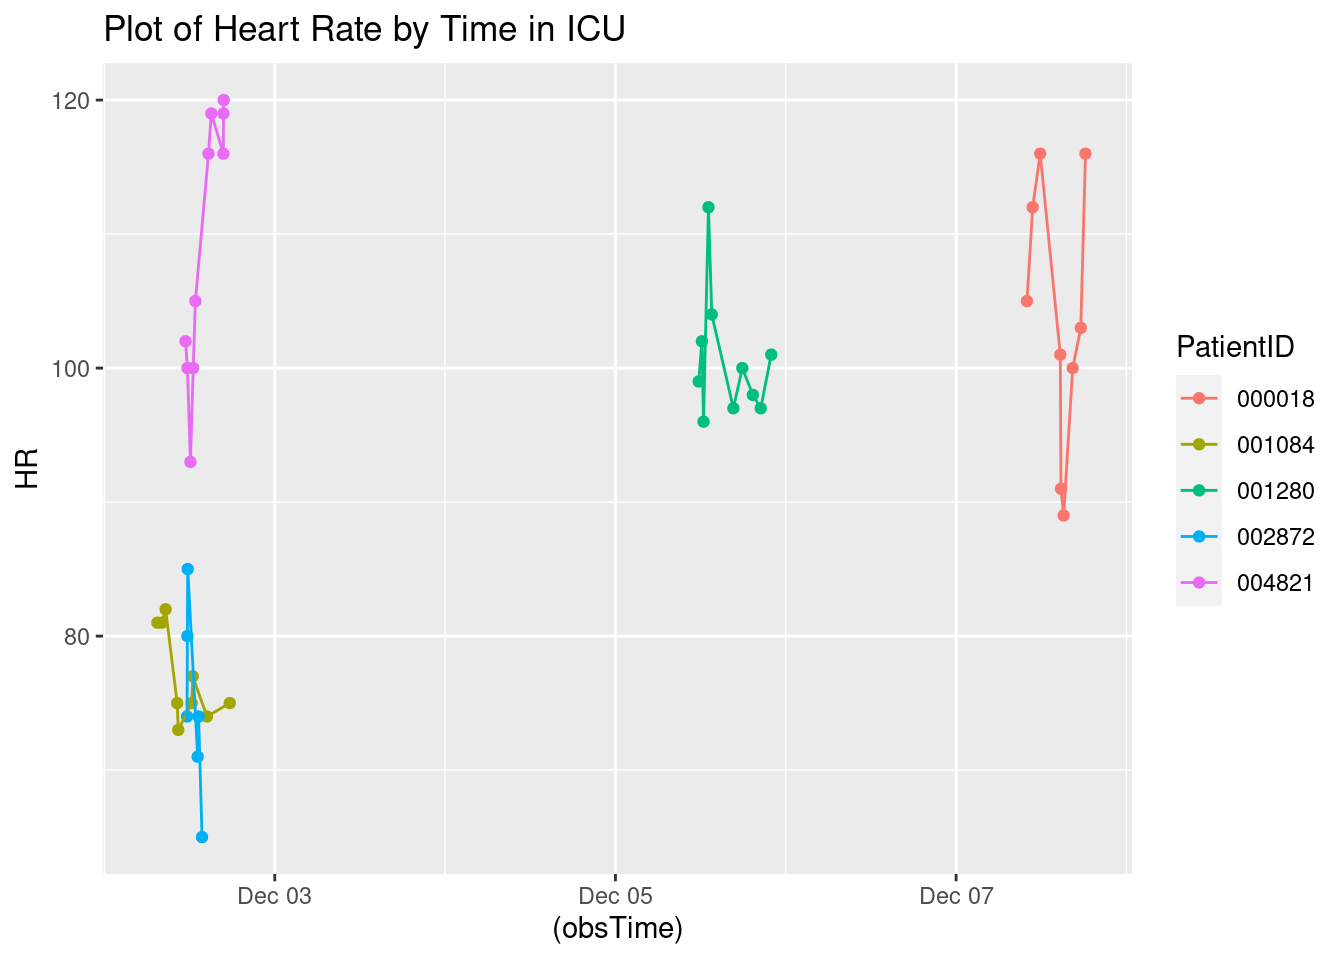 Plot of Heart Rate by Time in ICU
120
100
80
HR
Dec 03
Dec 05
Dec 07
(obsTime)
PatientID
000018
001084
001280
002872
004821